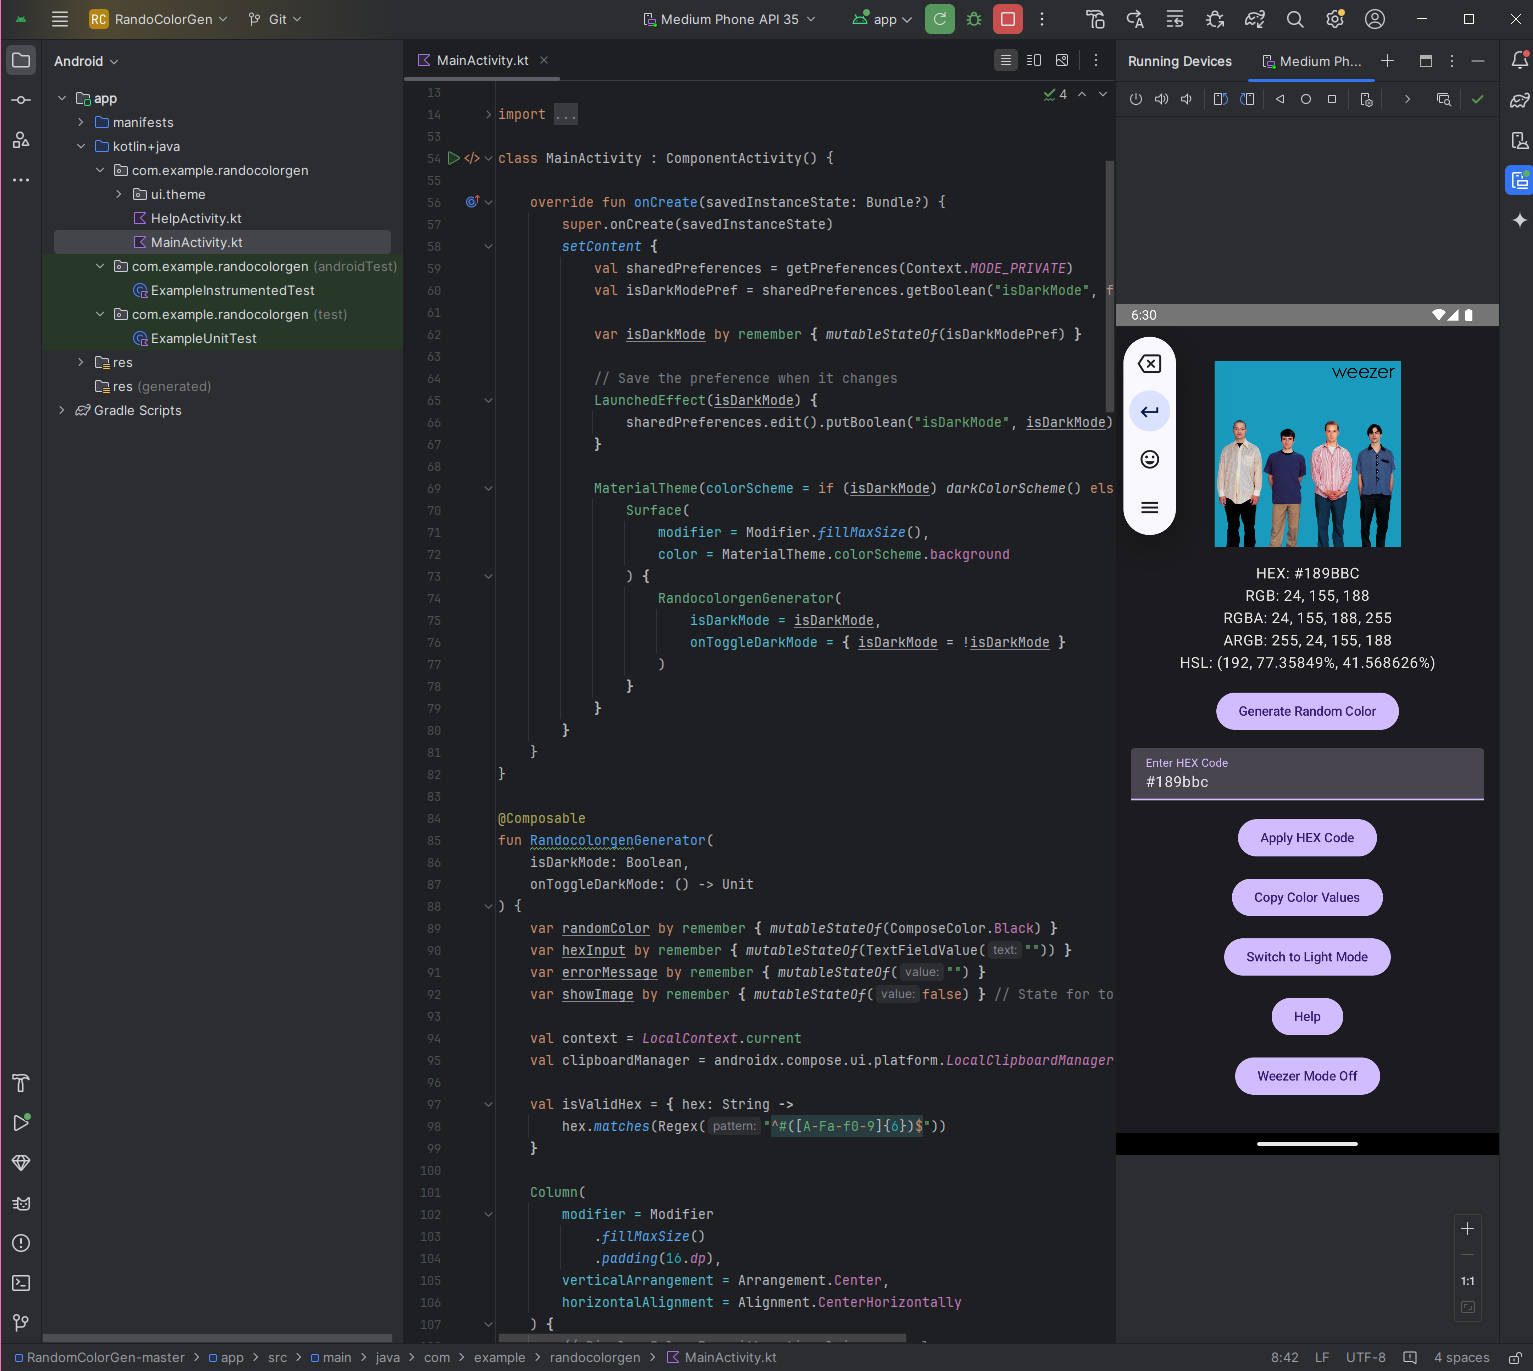 RC RandoColorGen Git Medium Phone API 35 app
Android
app
manifests
kotlin+java
com.example.randocolorgen
ui.theme
HelpActivity.kt
MainActivity.kt
com.example.randocolorgen (androidTest)
ExampleInstrumentedTest
com.example.randocolorgen (test)
ExampleUnitTest
res
res (generated)
Gradle Scripts
MainActivity.kt
4
13
14 import ...
53
54 class MainActivity : ComponentActivity() {
55
56 override fun onCreate(savedInstanceState: Bundle?) {
57 super.onCreate(savedInstanceState)
58 setContent {
59 val sharedPreferences = getPreferences(Context.MODE_PRIVATE)
60 val isDarkModePref = sharedPreferences.getBoolean("isDarkMode", f
61
62 var isDarkMode by remember { mutableStateOf(isDarkModePref) }
63
64 // Save the preference when it changes
65 LaunchedEffect(isDarkMode) {
66 sharedPreferences.edit().putBoolean("isDarkMode", isDarkMode)
67 }
68
69 MaterialTheme(colorScheme = if (isDarkMode) darkColorScheme() els
70 Surface(
71 modifier = Modifier.fillMaxSize(),
72 color = MaterialTheme.colorScheme.background
73 ) {
74 RandocolorgenGenerator(
75 isDarkMode = isDarkMode,
76 onToggleDarkMode = { isDarkMode = !isDarkMode }
77 )
78 }
79 }
80 }
81 }
82 }
83
84 @Composable
85 fun RandocolorgenGenerator(
86 isDarkMode: Boolean,
87 onToggleDarkMode: () -> Unit
88 ) {
89 var randomColor by remember { mutableStateOf(ComposeColor.Black) }
90 var hexInput by remember { mutableStateOf(TextFieldValue( text: "")) }
91 var errorMessage by remember { mutableStateOf( value: "") }
92 var showImage by remember { mutableStateOf( value: false) } // State for to
93
94 val context = LocalContext.current
95 val clipboardManager = androidx.compose.ui.platform.LocalClipboardManager
96
97 val isValidHex = { hex: String ->
98 hex.matches(Regex( pattern: "^#([A-Fa-f0-9]{6})$"))
99 }
100
101 Column(
102 modifier = Modifier
103 .fillMaxSize()
104 .padding(16.dp),
105 verticalArrangement = Arrangement.Center,
106 horizontalAlignment = Alignment.CenterHorizontally
107 ) {
Running Devices Medium Ph...
6:30
weezer
HEX: #189BBC
RGB: 24, 155, 188
RGBA: 24, 155, 188, 255
ARGB: 255, 24, 155, 188
HSL: (192, 77.35849%, 41.568626%)
Generate Random Color
Enter HEX Code
#189bbc
Apply HEX Code
Copy Color Values
Switch to Light Mode
Help
Weezer Mode Off
1:1
RandomColorGen-master > app > src > main > java > com > example > randocolorgen > MainActivity.kt
8:42 LF UTF-8 4 spaces